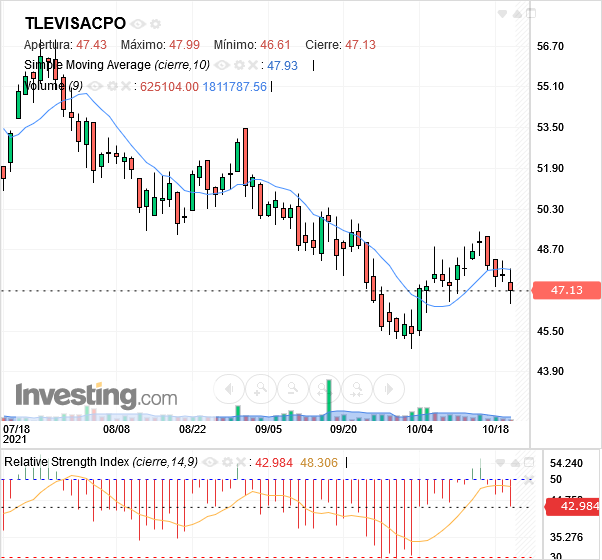 TLEVISACPO
Apertura: 47.43 Máximo: 47.99 Mínimo: 46.61 Cierre: 47.13
Simple Moving Average (cierre,10) : 47.93
Volume (9) : 625104.00 1811787.56
56.70
55.10
53.50
51.90
50.30
48.70
47.13
45.50
43.90
Investing.com
07/18 08/08 08/22 09/05 09/20 10/04 10/18
2021
Relative Strength Index (cierre,14,9) : 42.984 48.306
54.240
50
42.984
35.276
30